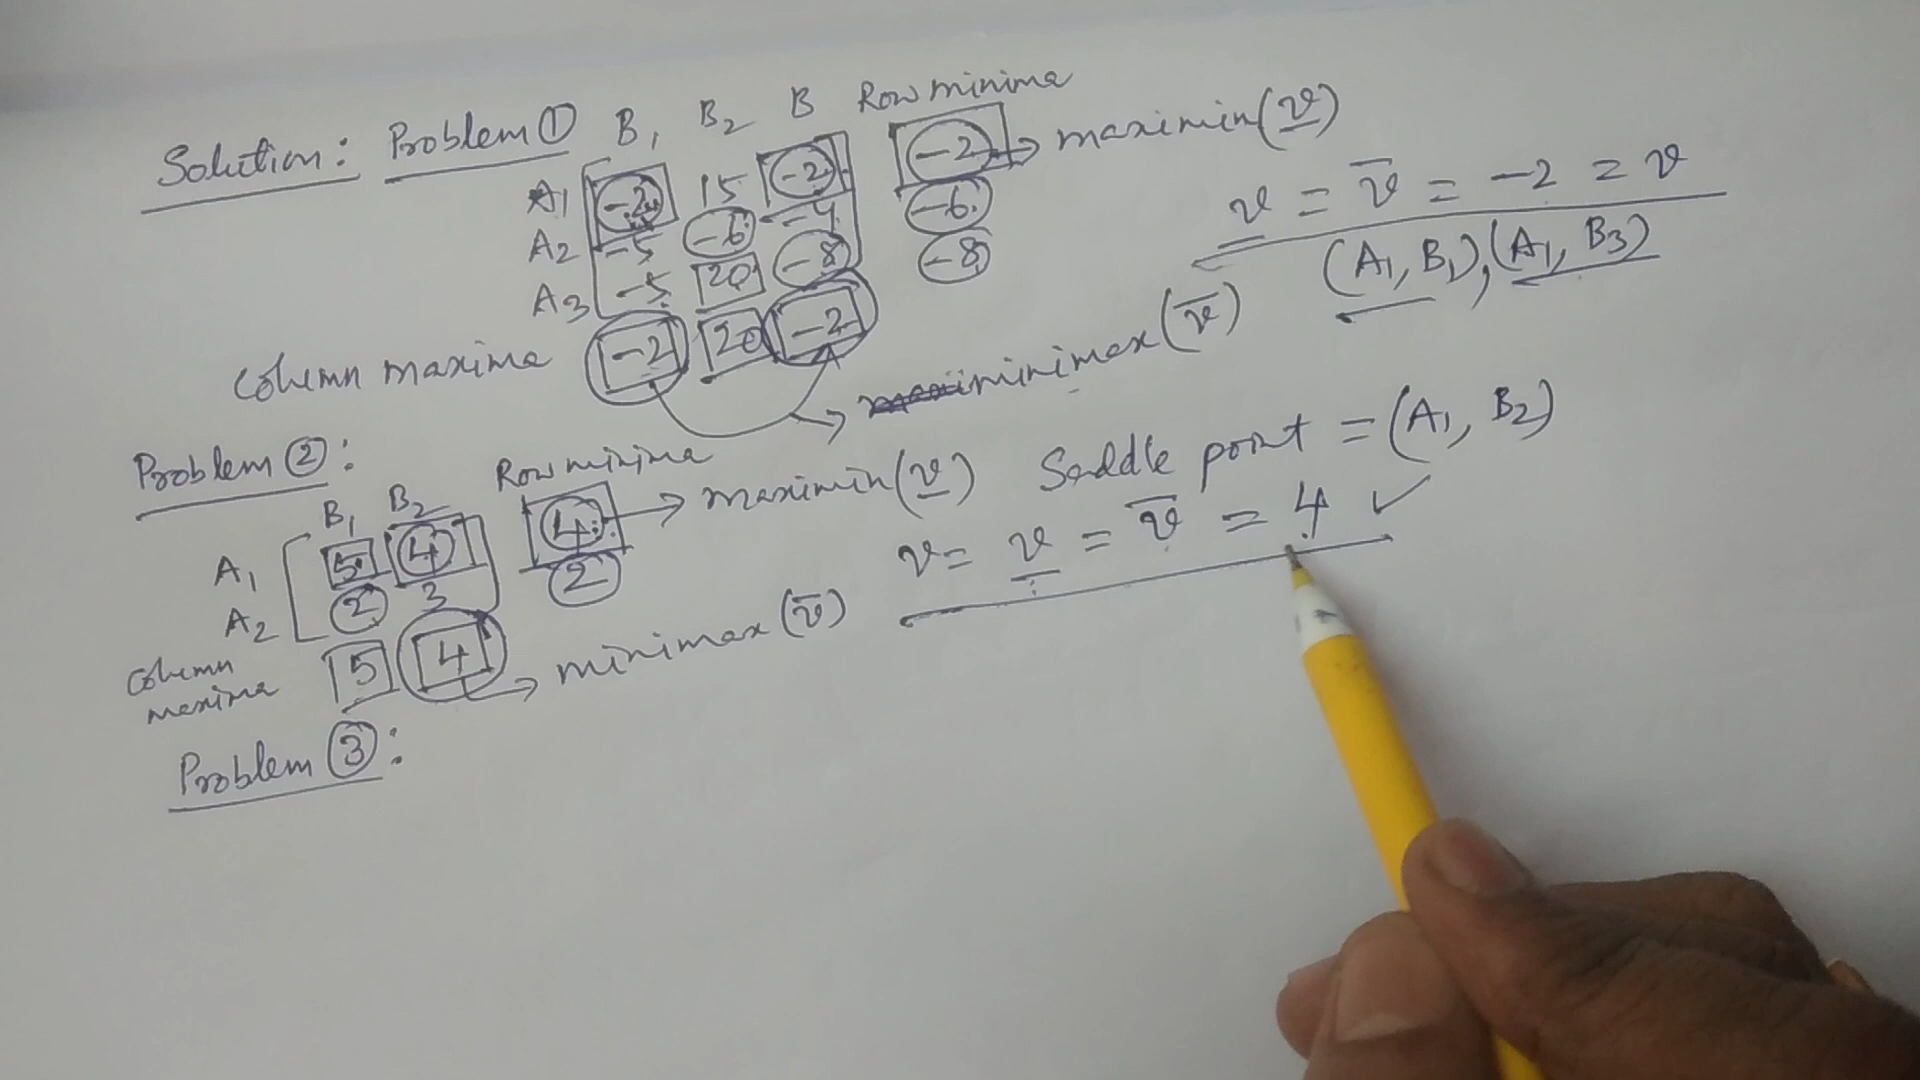 Solution: Problem ① B₁ B₂ B Row minima
A1 -2 15 -2 -2 → maximin(v̲)
A2 -5 -6 -4 -6
A3 -5 20 -8 -8
v̲ = v̄ = -2 = v
(A₁, B₁), (A₁, B₃)
Column maxima -2 20 -2 → minimax(v̄)
Problem ②:
B₁ B₂ Row minima
A₁ 5 4 4 → maximin(v̲)
A₂ 2 3 2
Column maxima 5 4 → minimax(v̄)
Saddle point = (A₁, B₂)
v = v̲ = v̄ = 4 ✓
Problem ③: